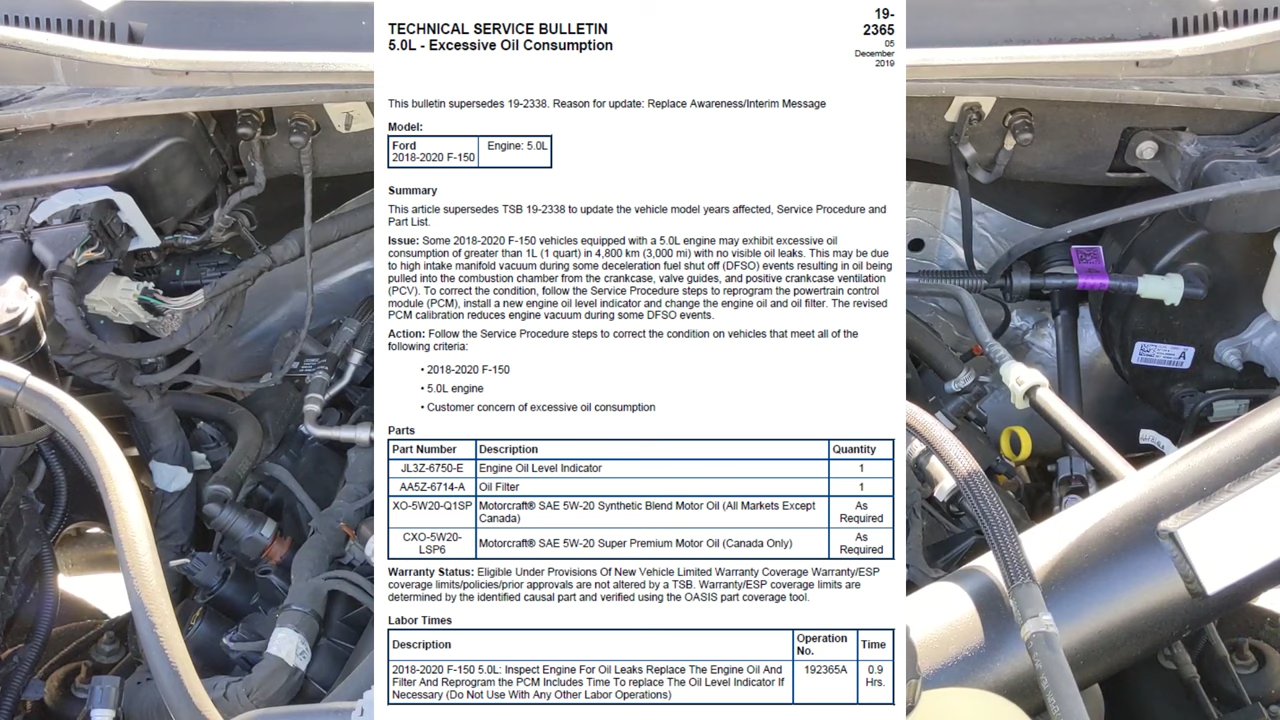 TECHNICAL SERVICE BULLETIN
5.0L - Excessive Oil Consumption
19-
2365
05
December
2019
This bulletin supersedes 19-2338. Reason for update: Replace Awareness/Interim Message
Model:
Ford
2018-2020 F-150
Engine: 5.0L
Summary
This article supersedes TSB 19-2338 to update the vehicle model years affected, Service Procedure and
Part List.
Issue: Some 2018-2020 F-150 vehicles equipped with a 5.0L engine may exhibit excessive oil
consumption of greater than 1L (1 quart) in 4,800 km (3,000 mi) with no visible oil leaks. This may be due
to high intake manifold vacuum during some deceleration fuel shut off (DFSO) events resulting in oil being
pulled into the combustion chamber from the crankcase, valve guides, and positive crankcase ventilation
(PCV). To correct the condition, follow the Service Procedure steps to reprogram the powertrain control
module (PCM), install a new engine oil level indicator and change the engine oil and oil filter. The revised
PCM calibration reduces engine vacuum during some DFSO events.
Action: Follow the Service Procedure steps to correct the condition on vehicles that meet all of the
following criteria:
• 2018-2020 F-150
• 5.0L engine
• Customer concern of excessive oil consumption
Parts
Part Number Description Quantity
JL3Z-6750-E Engine Oil Level Indicator 1
AA5Z-6714-A Oil Filter 1
XO-5W20-Q1SP Motorcraft® SAE 5W-20 Synthetic Blend Motor Oil (All Markets Except
Canada)
As
Required
CXO-5W20-
LSP6
Motorcraft® SAE 5W-20 Super Premium Motor Oil (Canada Only)
As
Required
Warranty Status: Eligible Under Provisions Of New Vehicle Limited Warranty Coverage Warranty/ESP
coverage limits/policies/prior approvals are not altered by a TSB. Warranty/ESP coverage limits are
determined by the identified causal part and verified using the OASIS part coverage tool.
Labor Times
Description
Operation
No.
Time
2018-2020 F-150 5.0L: Inspect Engine For Oil Leaks Replace The Engine Oil And
Filter And Reprogram the PCM Includes Time To replace The Oil Level Indicator If
Necessary (Do Not Use With Any Other Labor Operations)
192365A
0.9
Hrs.
A